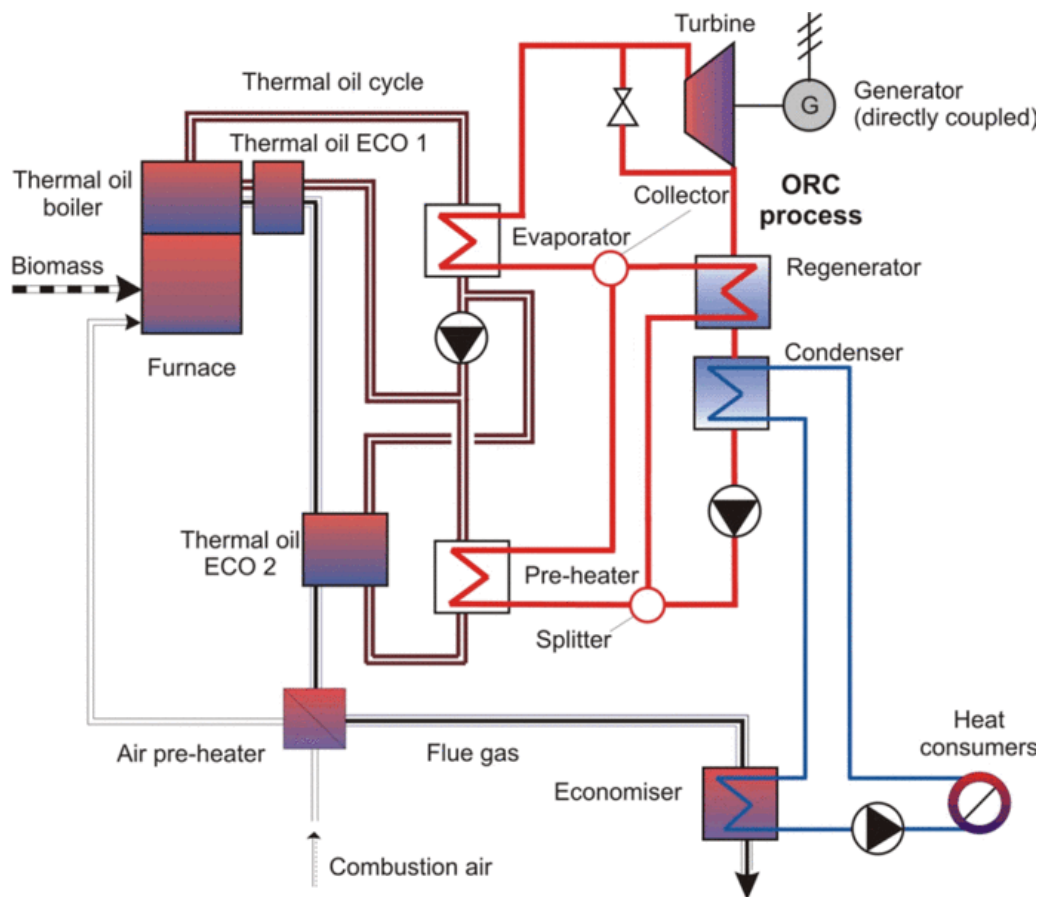 Turbine
Thermal oil cycle
G
Generator
(directly coupled)
Thermal oil ECO 1
Thermal oil
boiler
Collector
ORC
process
Evaporator
Biomass
Regenerator
Furnace
Condenser
Thermal oil
ECO 2
Pre-heater
Splitter
Air pre-heater
Flue gas
Heat
consumers
Economiser
Combustion air